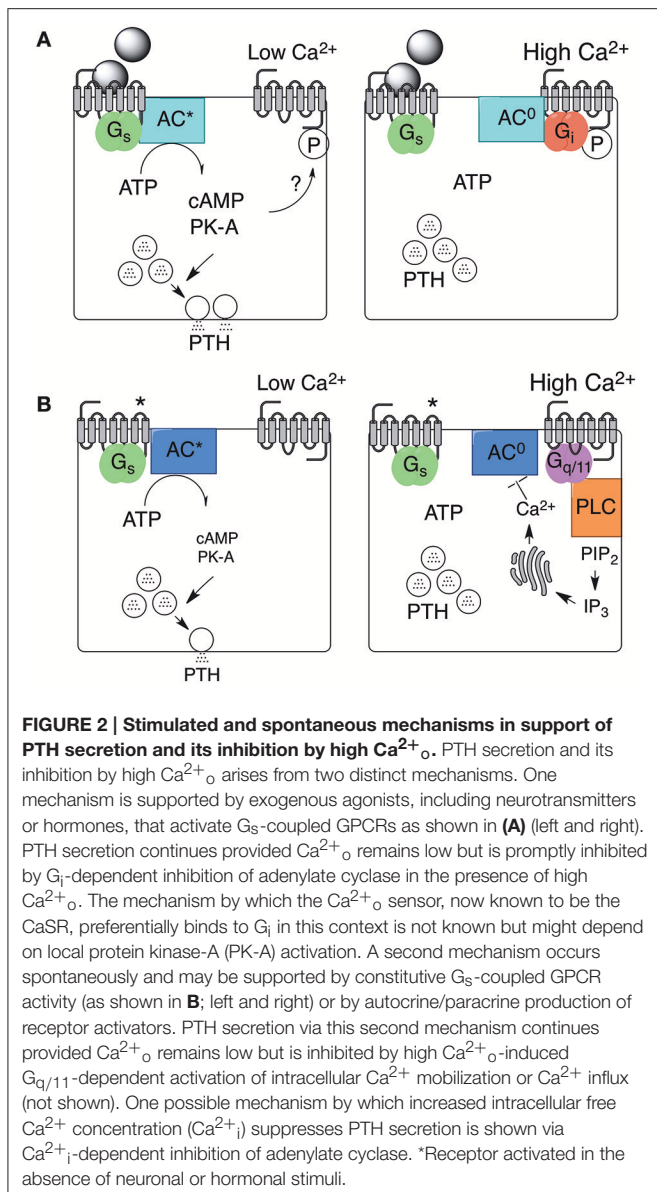 A
Low Ca²⁺
High Ca²⁺
Gₛ
AC*
P
Gₛ
AC⁰
Gᵢ
P
ATP
?
ATP
cAMP
PK-A
PTH
PTH
B
*
Low Ca²⁺
*
High Ca²⁺
Gₛ
AC*
Gₛ
AC⁰
G_q/11
ATP
cAMP
PK-A
ATP
Ca²⁺
PLC
PIP₂
IP₃
PTH
PTH
FIGURE 2 | Stimulated and spontaneous mechanisms in support of
PTH secretion and its inhibition by high Ca²⁺ₒ. PTH secretion and its
inhibition by high Ca²⁺ₒ arises from two distinct mechanisms. One
mechanism is supported by exogenous agonists, including neurotransmitters
or hormones, that activate Gₛ-coupled GPCRs as shown in (A) (left and right).
PTH secretion continues provided Ca²⁺ₒ remains low but is promptly inhibited
by Gᵢ-dependent inhibition of adenylate cyclase in the presence of high
Ca²⁺ₒ. The mechanism by which the Ca²⁺ₒ sensor, now known to be the
CaSR, preferentially binds to Gᵢ in this context is not known but might depend
on local protein kinase-A (PK-A) activation. A second mechanism occurs
spontaneously and may be supported by constitutive Gₛ-coupled GPCR
activity (as shown in B; left and right) or by autocrine/paracrine production of
receptor activators. PTH secretion via this second mechanism continues
provided Ca²⁺ₒ remains low but is inhibited by high Ca²⁺ₒ-induced
G_q/11-dependent activation of intracellular Ca²⁺ mobilization or Ca²⁺ influx
(not shown). One possible mechanism by which increased intracellular free
Ca²⁺ concentration (Ca²⁺ᵢ) suppresses PTH secretion is shown via
Ca²⁺ᵢ-dependent inhibition of adenylate cyclase. *Receptor activated in the
absence of neuronal or hormonal stimuli.